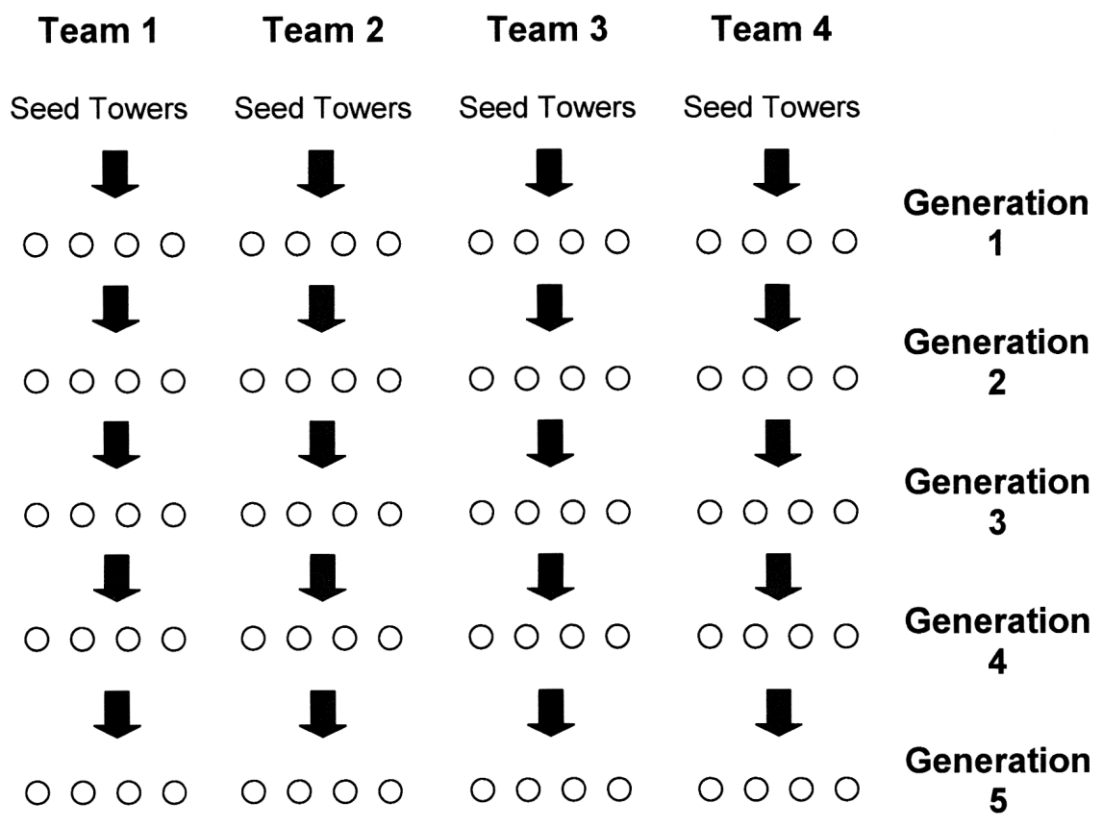 Team 1 Team 2 Team 3 Team 4
Seed Towers Seed Towers Seed Towers Seed Towers
Generation
1
Generation
2
Generation
3
Generation
4
Generation
5